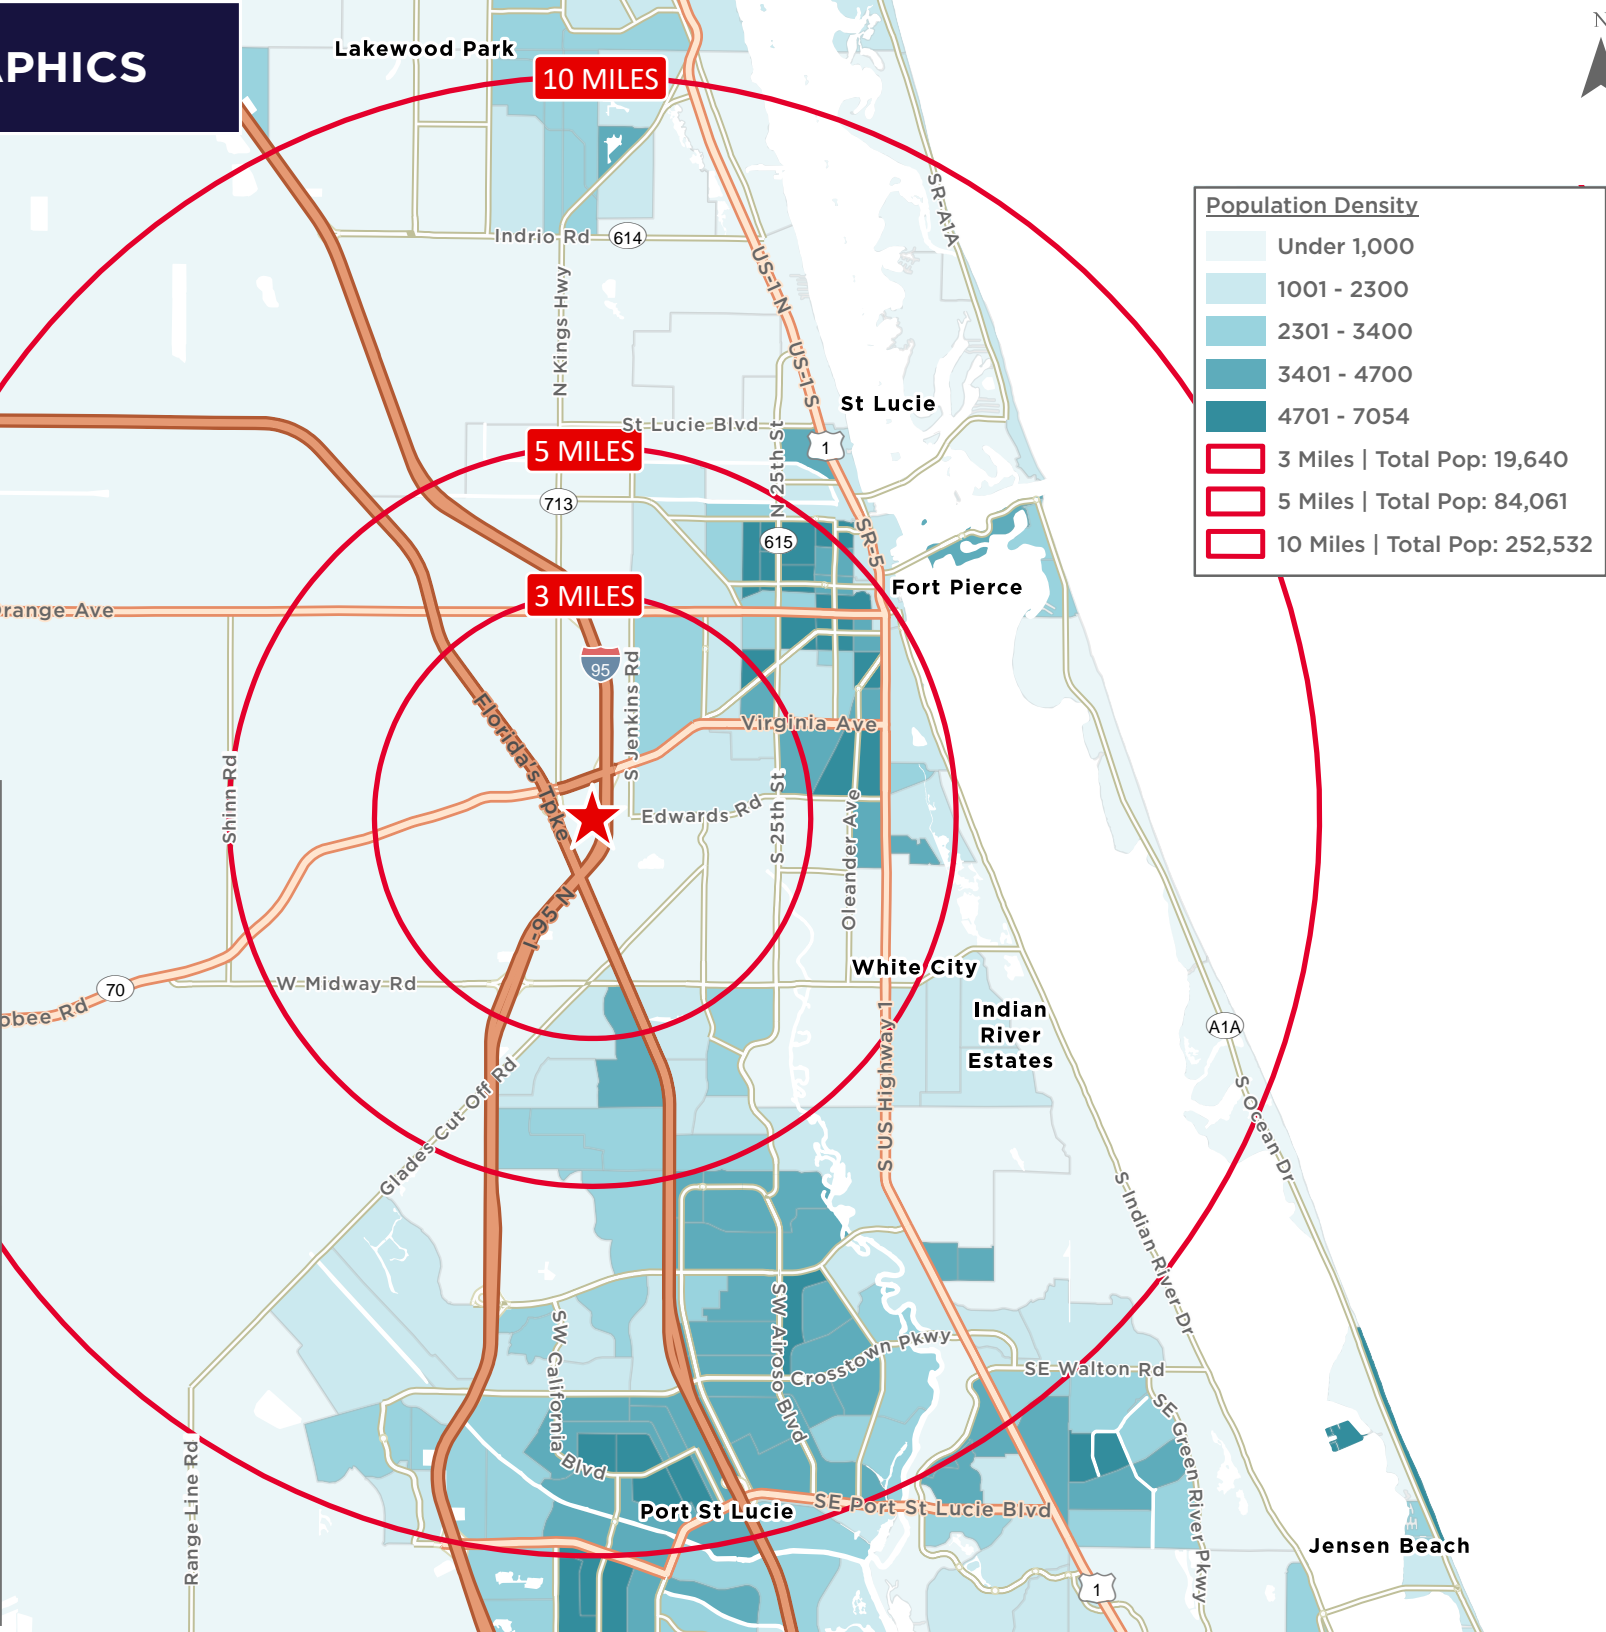 APHICS
Lakewood Park
10 MILES
N
SR-A1A
Population Density
Under 1,000
1001 - 2300
2301 - 3400
3401 - 4700
4701 - 7054
3 Miles | Total Pop: 19,640
5 Miles | Total Pop: 84,061
10 Miles | Total Pop: 252,532
Indrio Rd
614
US-1 N
N Kings Hwy
US-1 S
St Lucie
St Lucie Blvd
1
5 MILES
N 25th St
713
SR-5
615
Fort Pierce
3 MILES
range Ave
95
S Jenkins Rd
Florida's Tpke
Virginia Ave
Shinn Rd
Edwards Rd
S 25th St
Oleander Ave
I-95 N
White City
W Midway Rd
70
obee Rd
Indian
River
Estates
A1A
S US Highway 1
Glades Cut Off Rd
S Ocean Dr
S Indian River Dr
SW California Blvd
SW Airoso Blvd
Crosstown Pkwy
SE Walton Rd
SE Green River Pkwy
Range Line Rd
Port St Lucie
SE Port St Lucie Blvd
Jensen Beach
1